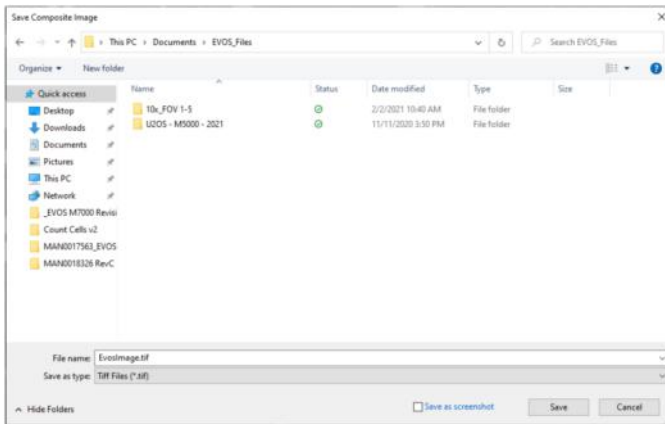 Save Composite Image
This PC › Documents › EVOS_Files
Search EVOS_Files
Organize
New folder
Name Status Date modified Type Size
Quick access
Desktop
Downloads
Documents
Pictures
This PC
Network
_EVOS M7000 Revisi
Count Cells v2
MAN0017563_EVOS
MAN0018326 RevC
10x_FOV 1-5 2/2/2021 10:40 AM File folder
U2OS - M5000 - 2021 11/11/2020 3:50 PM File folder
File name: EvosImage.tif
Save as type: Tiff Files (*.tif)
Hide Folders
Save as screenshot
Save
Cancel